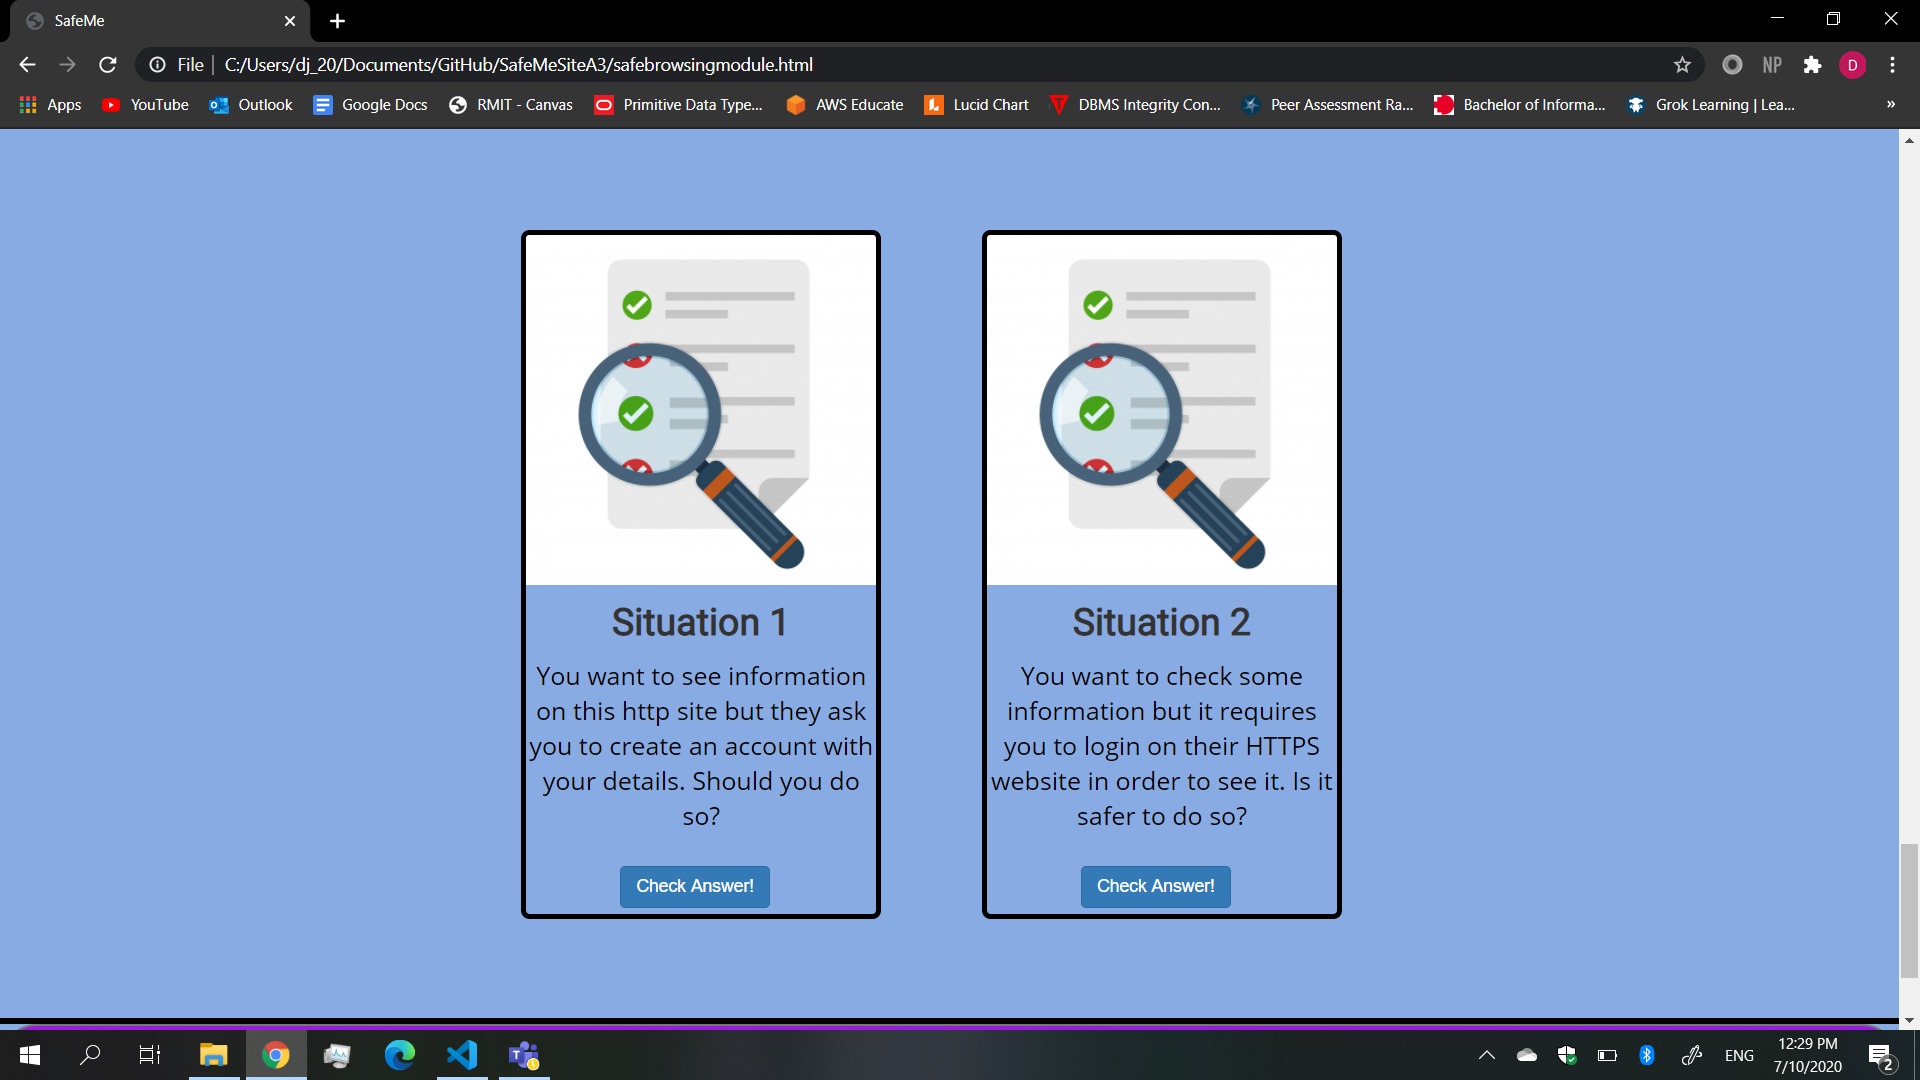 SafeMe
File
C:/Users/dj_20/Documents/GitHub/SafeMeSiteA3/safebrowsingmodule.html
NP
D
Apps
YouTube
Outlook
Google Docs
RMIT - Canvas
Primitive Data Type...
AWS Educate
Lucid Chart
DBMS Integrity Con...
Peer Assessment Ra...
Bachelor of Informa...
Grok Learning | Lea...
»
Situation 1
You want to see information
on this http site but they ask
you to create an account with
your details. Should you do
so?
Check Answer!
Situation 2
You want to check some
information but it requires
you to login on their HTTPS
website in order to see it. Is it
safer to do so?
Check Answer!
ENG
12:29 PM
7/10/2020
2